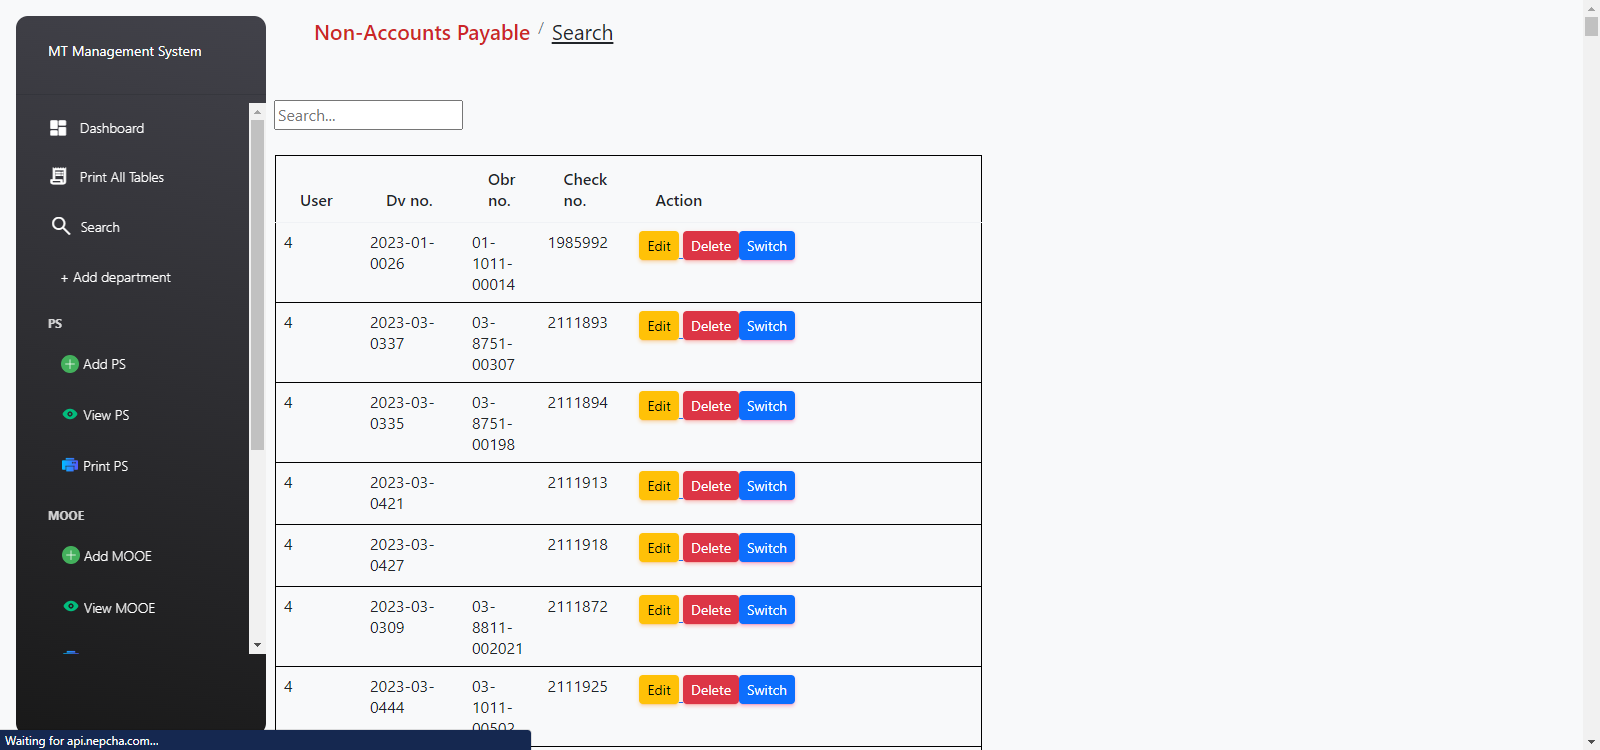 MT Management System
Dashboard
Print All Tables
Search
+ Add department
PS
Add PS
View PS
Print PS
MOOE
Add MOOE
View MOOE
Non-Accounts Payable / Search
Search...
User Dv no. Obr no. Check no. Action
4 2023-01- 01- 1985992 Edit Delete Switch
0026 1011-
00014
4 2023-03- 03- 2111893 Edit Delete Switch
0337 8751-
00307
4 2023-03- 03- 2111894 Edit Delete Switch
0335 8751-
00198
4 2023-03- 2111913 Edit Delete Switch
0421
4 2023-03- 2111918 Edit Delete Switch
0427
4 2023-03- 03- 2111872 Edit Delete Switch
0309 8811-
002021
4 2023-03- 03- 2111925 Edit Delete Switch
0444 1011-
00502
Waiting for api.nepcha.com...